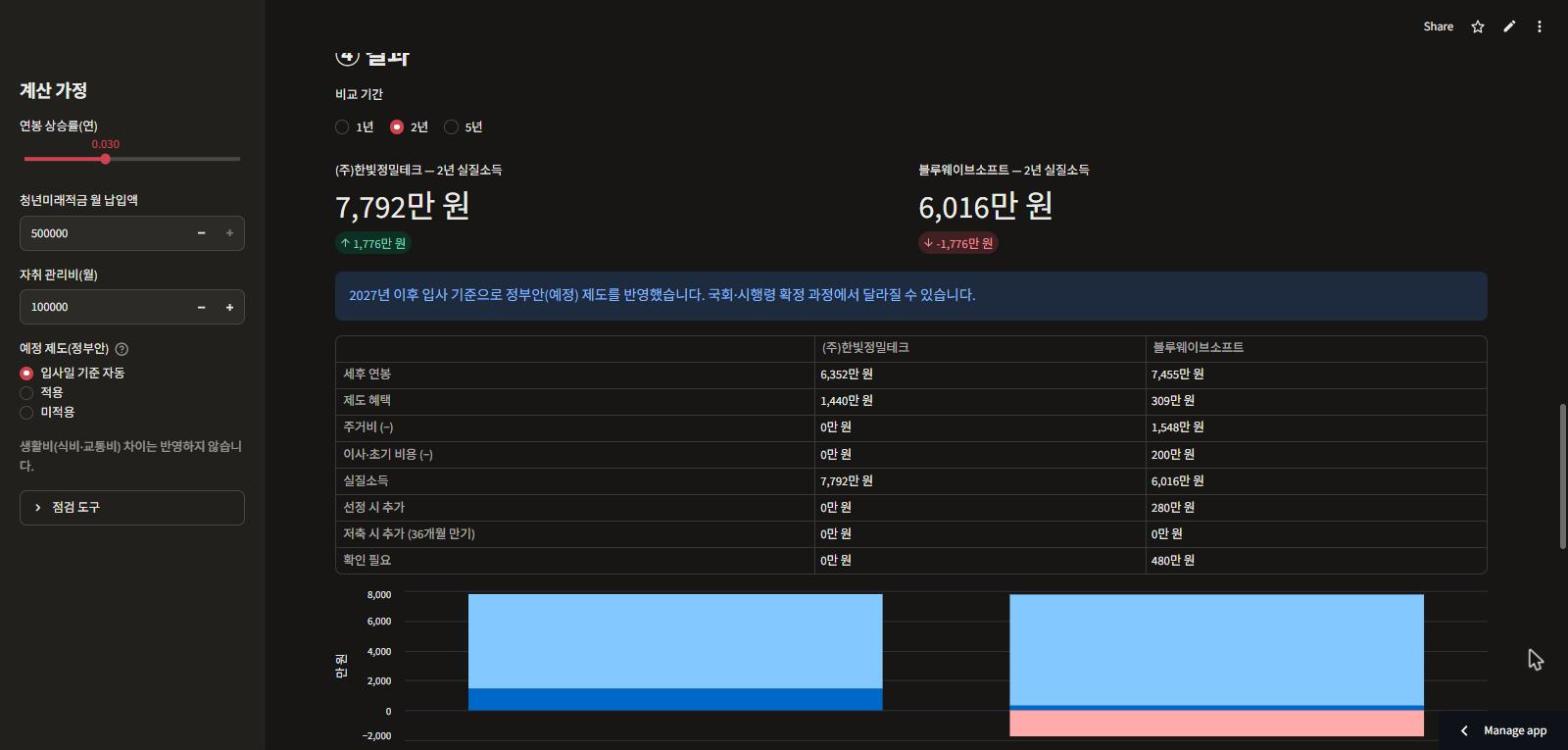 Share
계산 가정
연봉 상승률(연)
0.030
청년미래적금 월 납입액
500000
자취 관리비(월)
100000
예정 제도(정부안)
입사일 기준 자동
적용
미적용
생활비(식비·교통비) 차이는 반영하지 않습니
다.
점검 도구
④ 결과
비교 기간
1년 2년 5년
(주)한빛정밀테크 — 2년 실질소득
7,792만 원
↑ 1,776만 원
블루웨이브소프트 — 2년 실질소득
6,016만 원
↓ -1,776만 원
2027년 이후 입사 기준으로 정부안(예정) 제도를 반영했습니다. 국회·시행령 확정 과정에서 달라질 수 있습니다.
(주)한빛정밀테크 블루웨이브소프트
세후 연봉 6,352만 원 7,455만 원
제도 혜택 1,440만 원 309만 원
주거비 (−) 0만 원 1,548만 원
이사·초기 비용 (−) 0만 원 200만 원
실질소득 7,792만 원 6,016만 원
선정 시 추가 0만 원 280만 원
저축 시 추가 (36개월 만기) 0만 원 0만 원
확인 필요 0만 원 480만 원
만 원
8,000
6,000
4,000
2,000
0
−2,000
Manage app